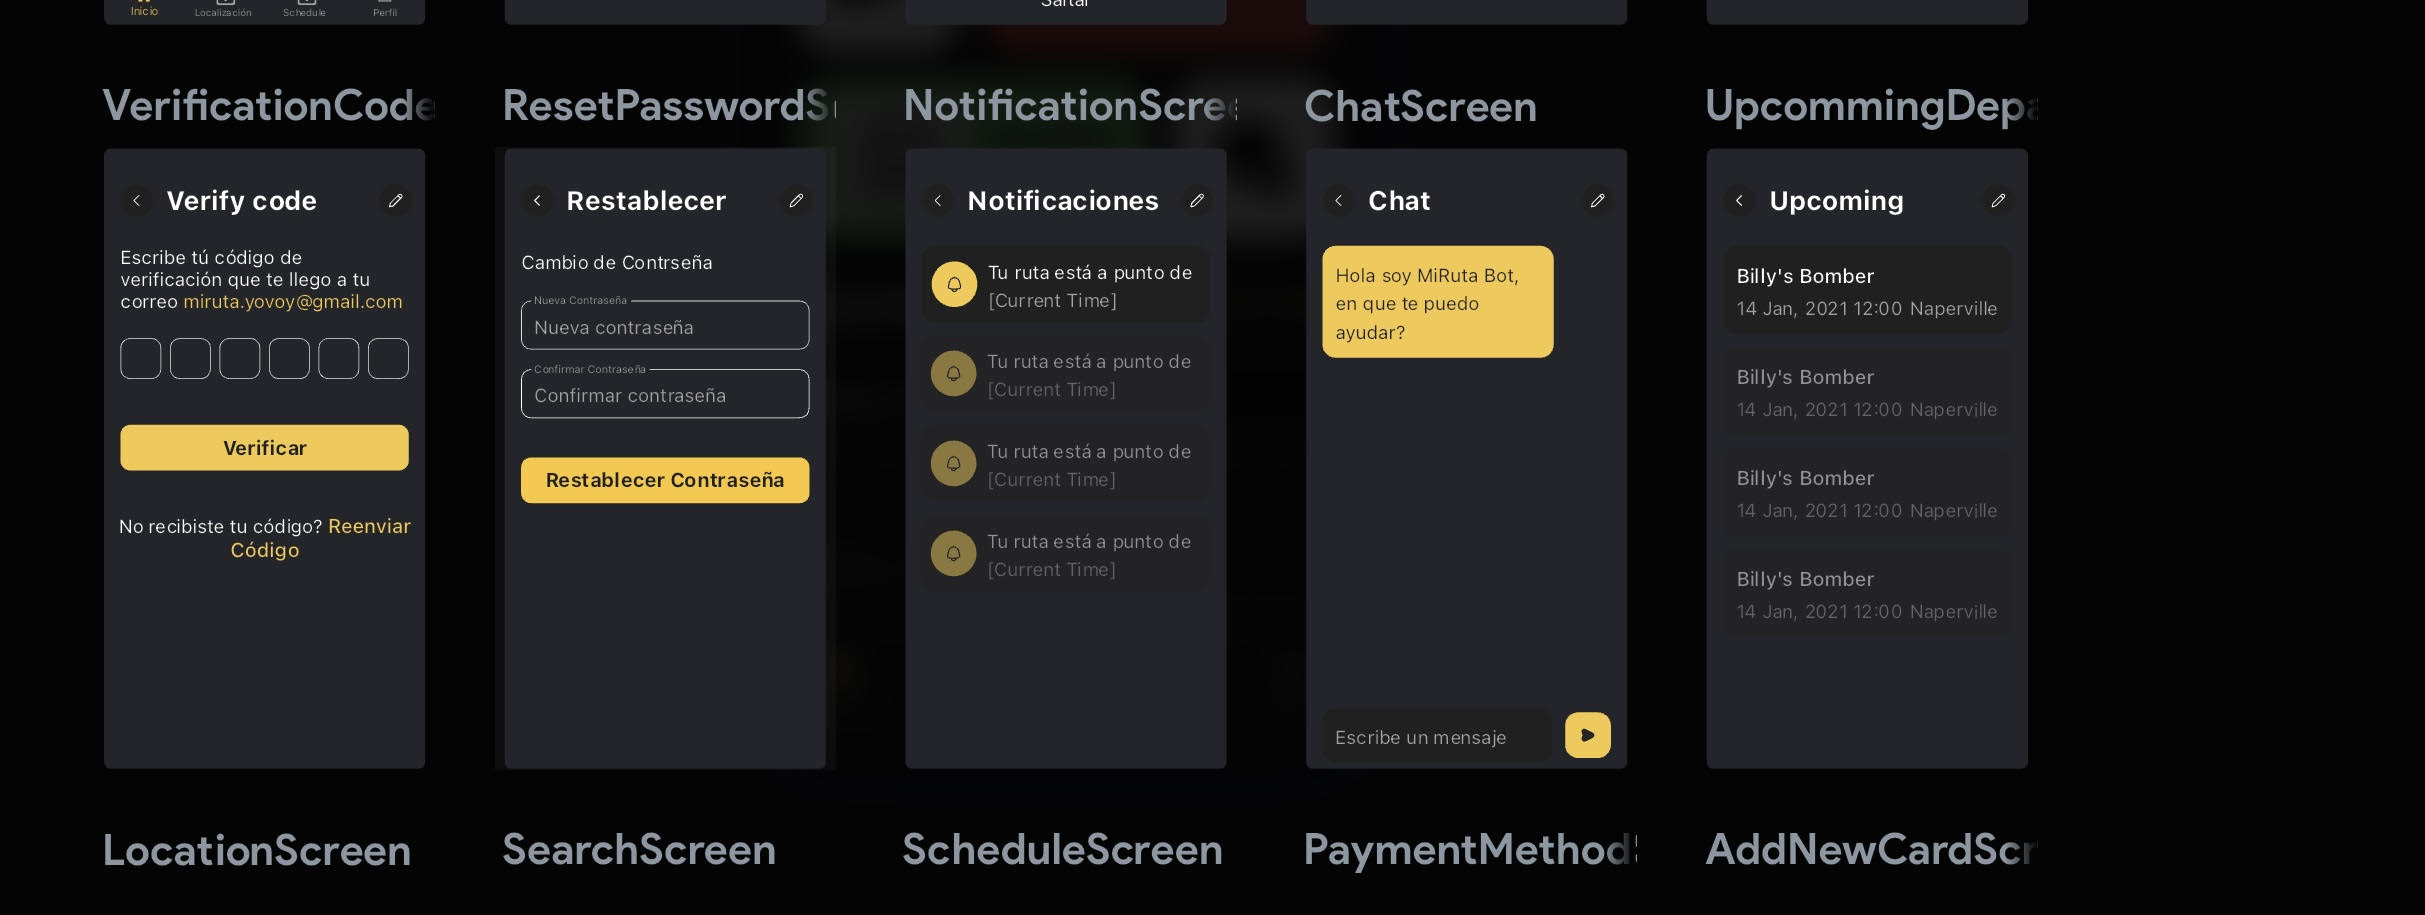 Inicio
Localización
Schedule
Perfil
Saltar
VerificationCode
ResetPasswordS
NotificationScre
ChatScreen
UpcommingDepa
Verify code
Escribe tú código de
verificación que te llego a tu
correo miruta.yovoy@gmail.com
Verificar
No recibiste tu código? Reenviar
Código
Restablecer
Cambio de Contrseña
Nueva Contraseña
Nueva contraseña
Confirmar Contraseña
Confirmar contraseña
Restablecer Contraseña
Notificaciones
Tu ruta está a punto de
[Current Time]
Tu ruta está a punto de
[Current Time]
Tu ruta está a punto de
[Current Time]
Tu ruta está a punto de
[Current Time]
Chat
Hola soy MiRuta Bot,
en que te puedo
ayudar?
Escribe un mensaje
Upcoming
Billy's Bomber
14 Jan, 2021 12:00 Naperville
Billy's Bomber
14 Jan, 2021 12:00 Naperville
Billy's Bomber
14 Jan, 2021 12:00 Naperville
Billy's Bomber
14 Jan, 2021 12:00 Naperville
LocationScreen
SearchScreen
ScheduleScreen
PaymentMethodS
AddNewCardScr